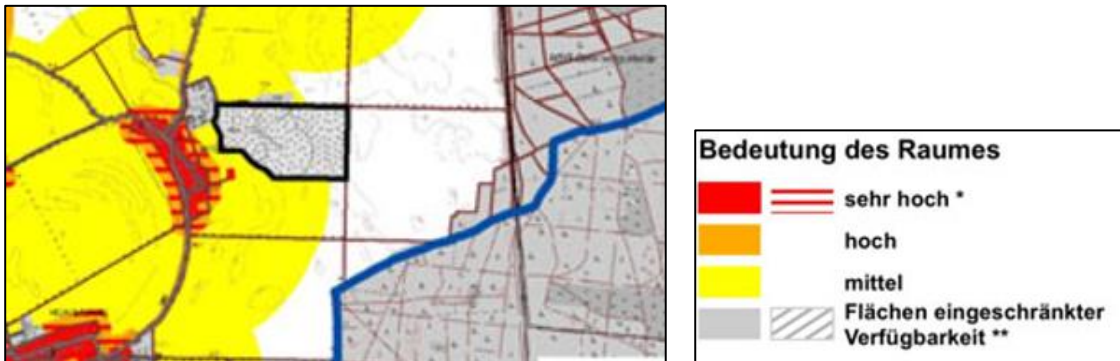 Bedeutung des Raumes
sehr hoch *
hoch
mittel
Flächen eingeschränkter
Verfügbarkeit **